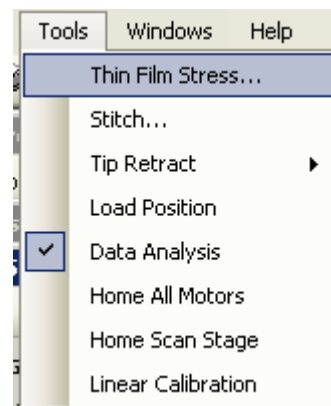 Tools Windows Help
Thin Film Stress...
Stitch...
Tip Retract
Load Position
Data Analysis
Home All Motors
Home Scan Stage
Linear Calibration